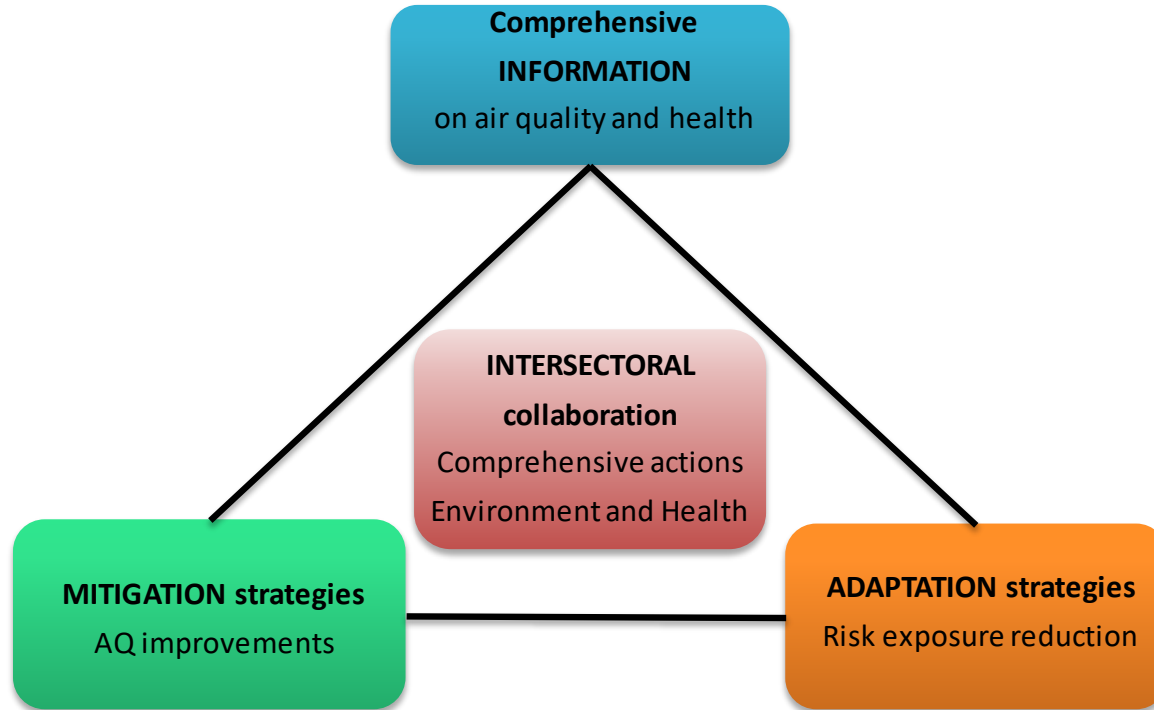 Comprehensive
INFORMATION
on air quality and health
INTERSECTORAL
collaboration
Comprehensive actions
Environment and Health
MITIGATION strategies
AQ improvements
ADAPTATION strategies
Risk exposure reduction